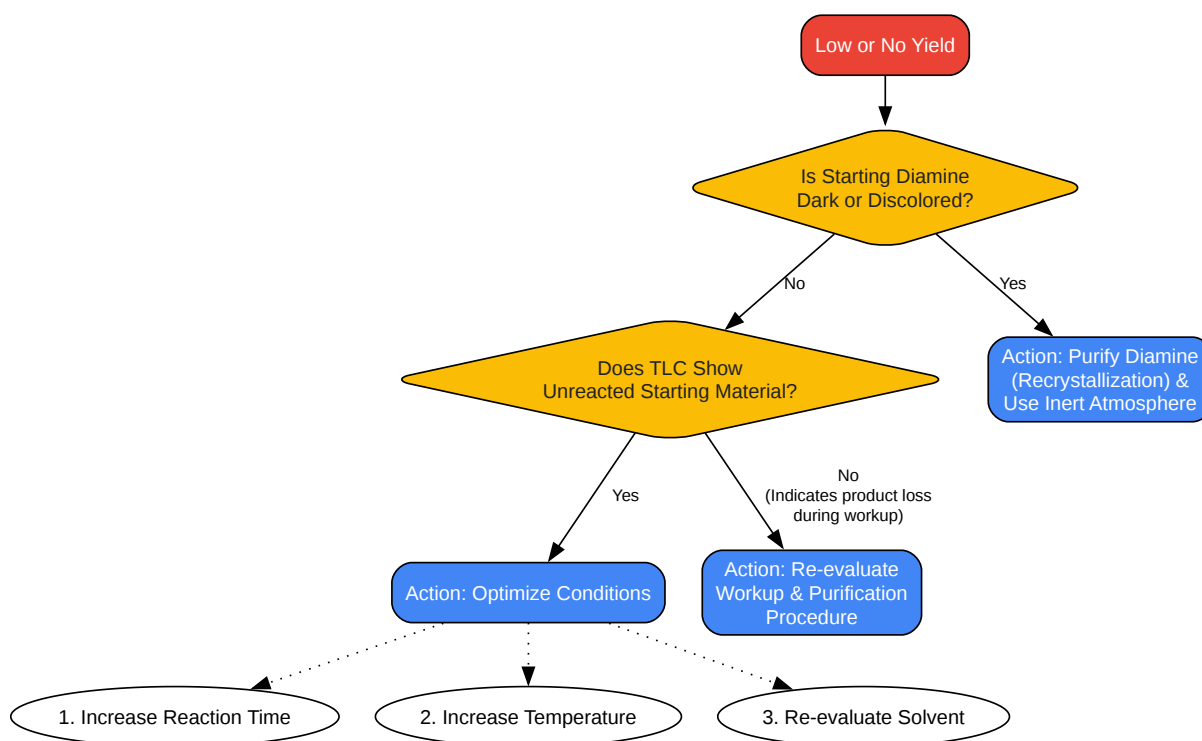 Low or No Yield
Is Starting Diamine
Dark or Discolored?
No
Yes
Does TLC Show
Unreacted Starting Material?
Action: Purify Diamine
(Recrystallization) &
Use Inert Atmosphere
Yes
No
(Indicates product loss
during workup)
Action: Optimize Conditions
Action: Re-evaluate
Workup & Purification
Procedure
1. Increase Reaction Time
2. Increase Temperature
3. Re-evaluate Solvent